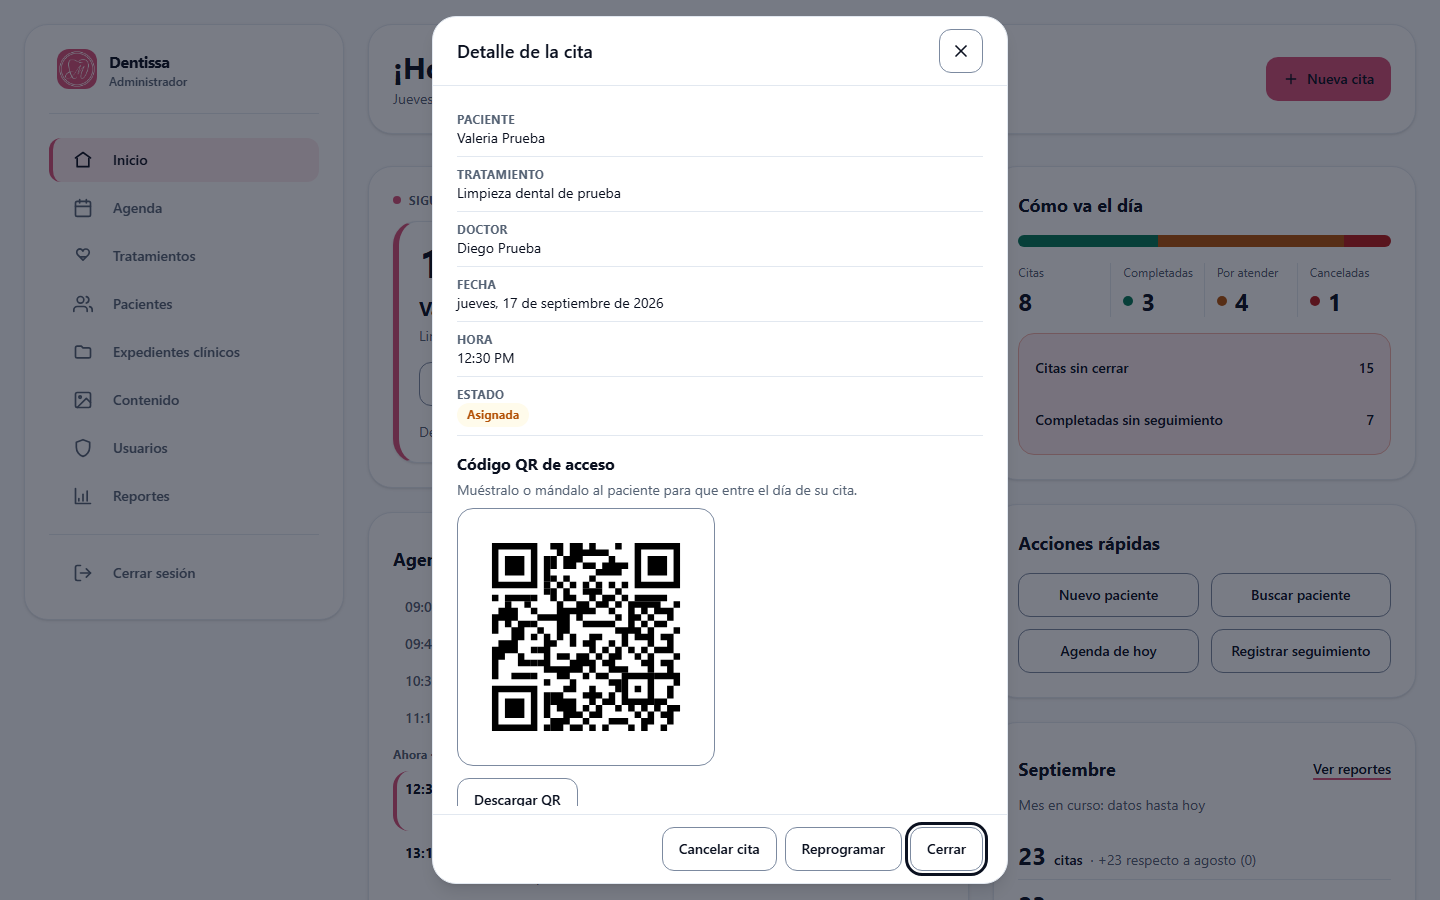 Dentissa
Administrador
Inicio
Agenda
Tratamientos
Pacientes
Expedientes clínicos
Contenido
Usuarios
Reportes
Cerrar sesión
Jueves
Nueva cita
Detalle de la cita
PACIENTE
Valeria Prueba
TRATAMIENTO
Limpieza dental de prueba
DOCTOR
Diego Prueba
FECHA
jueves, 17 de septiembre de 2026
HORA
12:30 PM
ESTADO
Asignada
Código QR de acceso
Muéstralo o mándalo al paciente para que entre el día de su cita.
Descargar QR
Cancelar cita
Reprogramar
Cerrar
Ahora
Cómo va el día
Citas Completadas Por atender Canceladas
8 3 4 1
Citas sin cerrar 15
Completadas sin seguimiento 7
Acciones rápidas
Nuevo paciente Buscar paciente
Agenda de hoy Registrar seguimiento
Septiembre Ver reportes
Mes en curso: datos hasta hoy
23 citas · +23 respecto a agosto (0)